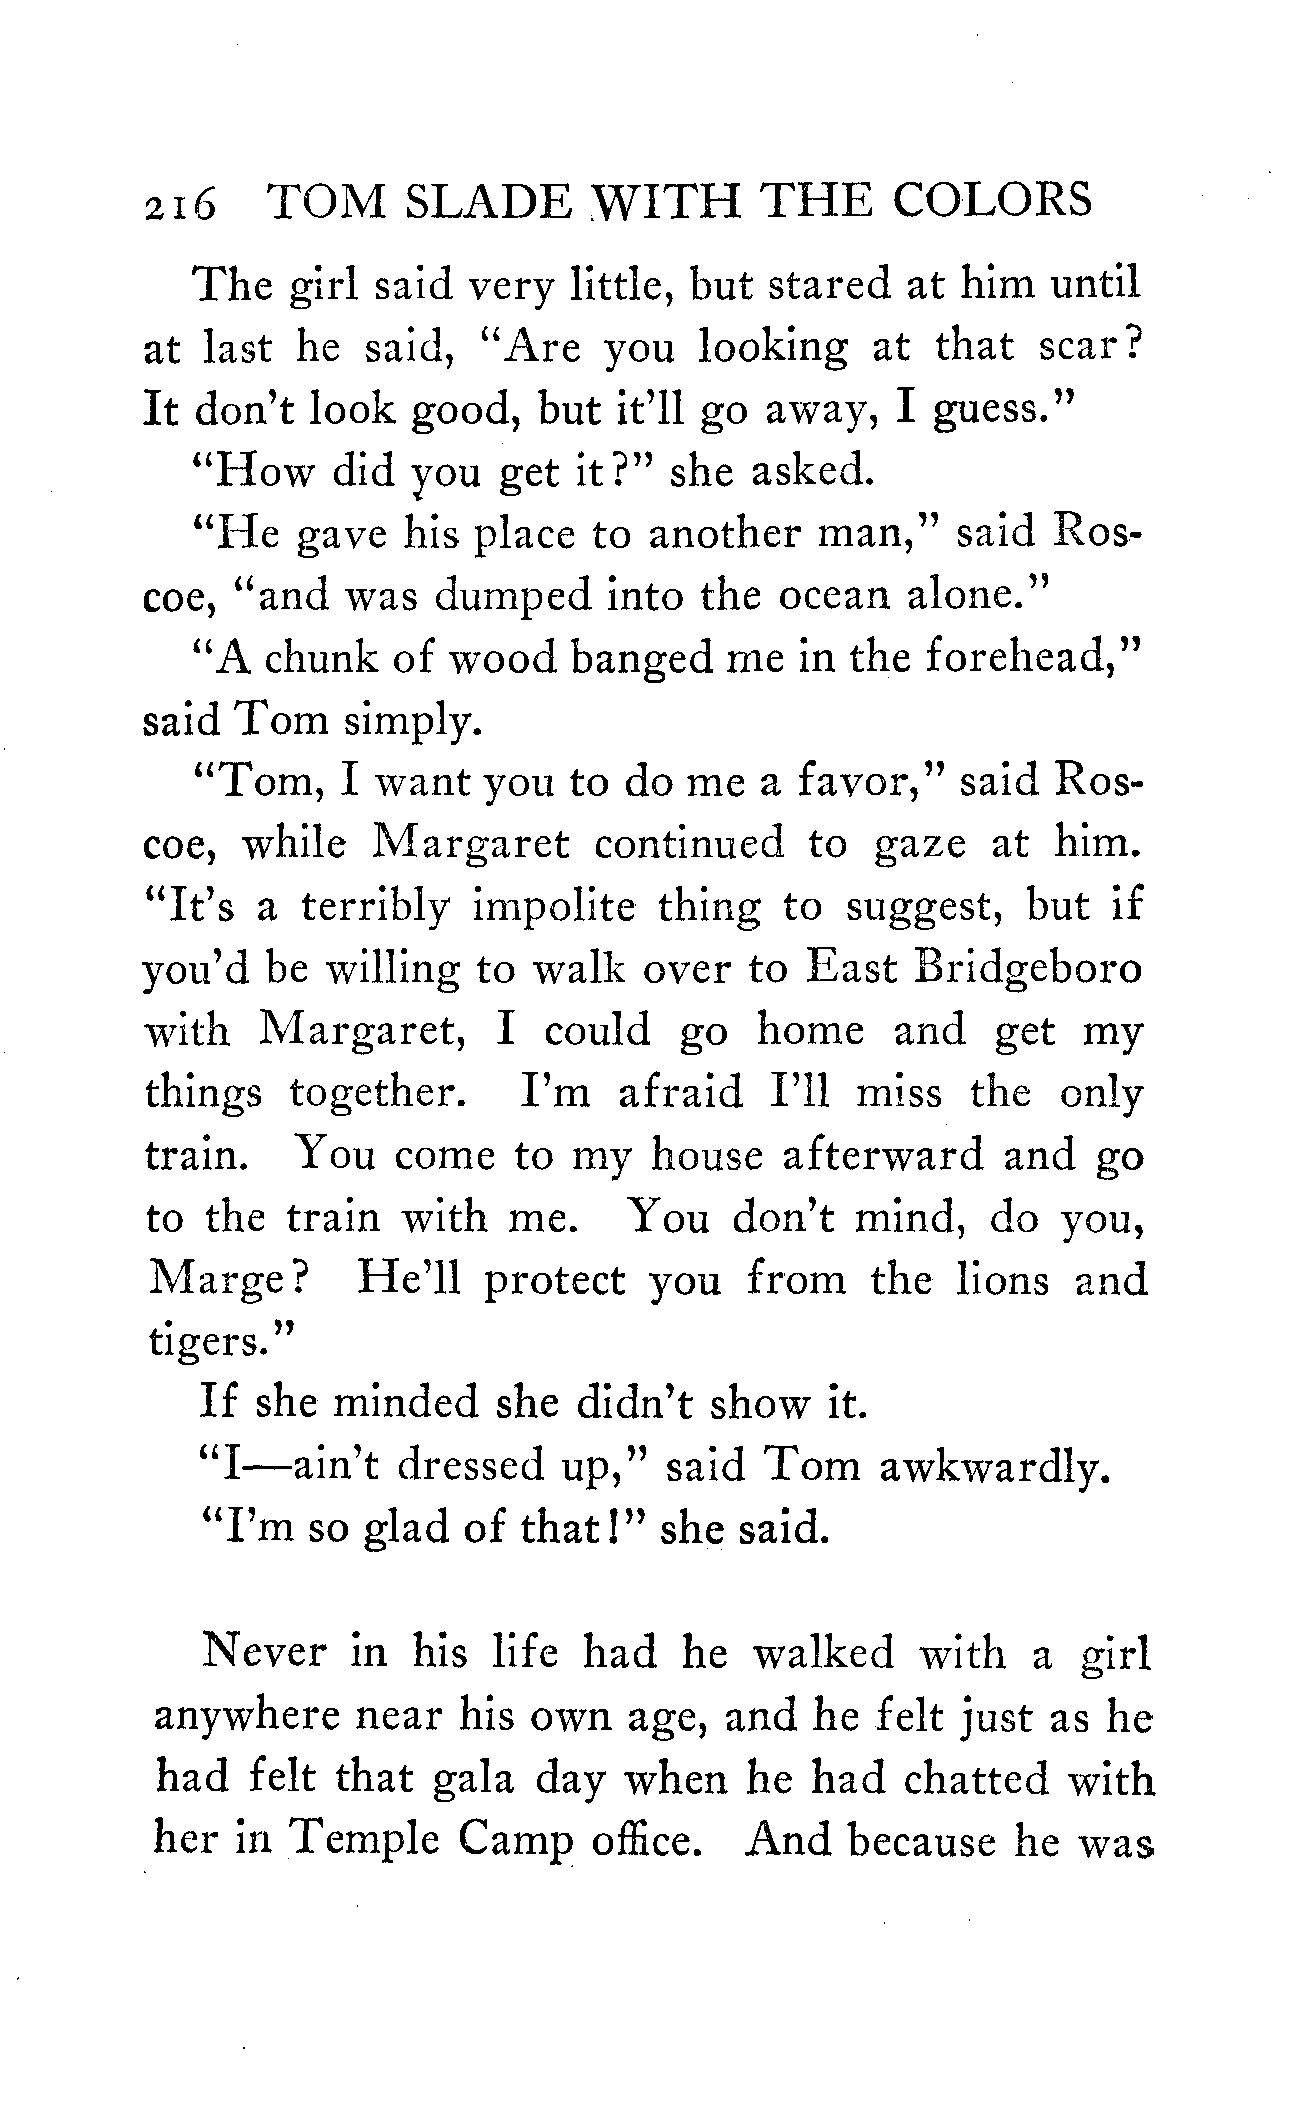 216 TOM SLADE WITH THE COLORS
The girl said very little, but stared at him until
at last he said, "Are you looking at that scar?
It don't look good, but it'll go away, I guess."
"How did you get it?" she asked.
"He gave his place to another man," said Ros-
coe, "and was dumped into the ocean alone."
"A chunk of wood banged me in the forehead,"
said Tom simply.
"Tom, I want you to do me a favor," said Ros-
coe, while Margaret continued to gaze at him.
"It's a terribly impolite thing to suggest, but if
you'd be willing to walk over to East Bridgeboro
with Margaret, I could go home and get my
things together. I'm afraid I'll miss the only
train. You come to my house afterward and go
to the train with me. You don't mind, do you,
Marge? He'll protect you from the lions and
tigers."
If she minded she didn't show it.
"I—ain't dressed up," said Tom awkwardly.
"I'm so glad of that!" she said.
Never in his life had he walked with a girl
anywhere near his own age, and he felt just as he
had felt that gala day when he had chatted with
her in Temple Camp office. And because he was